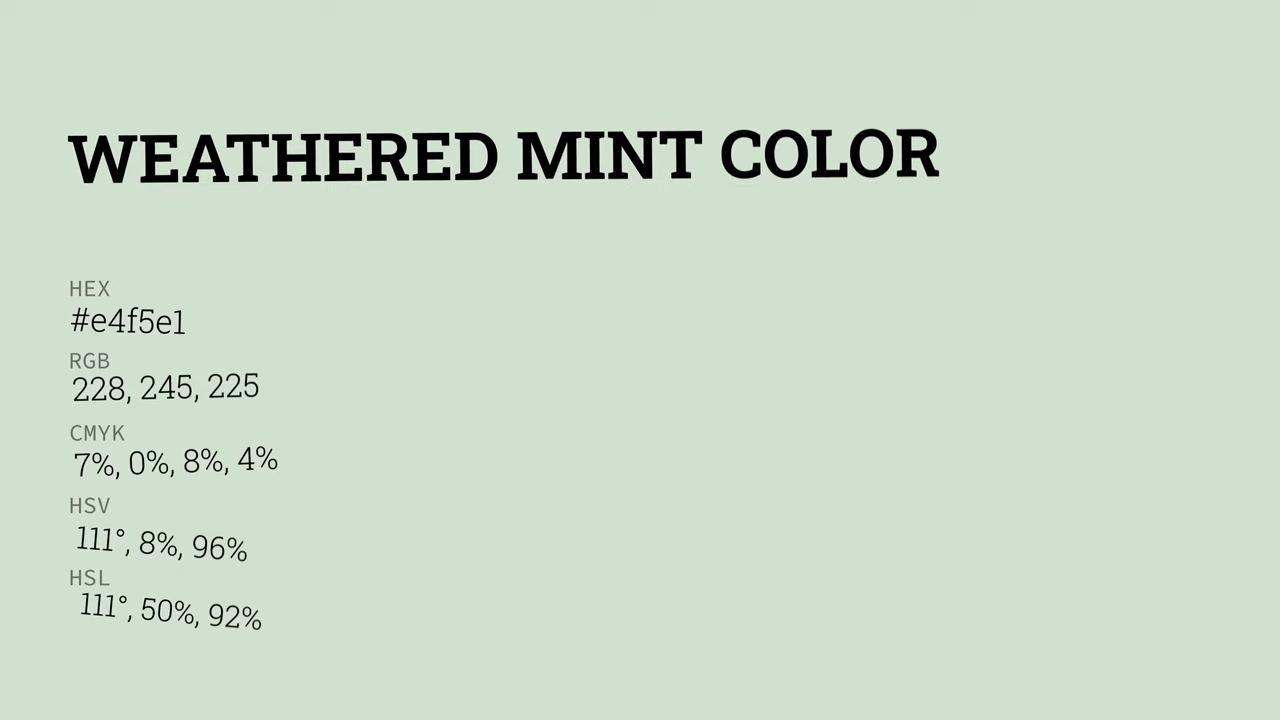 WEATHERED MINT COLOR
HEX
#e4f5e1
RGB
228, 245, 225
CMYK
7%, 0%, 8%, 4%
HSV
111°, 8%, 96%
HSL
111°, 50%, 92%